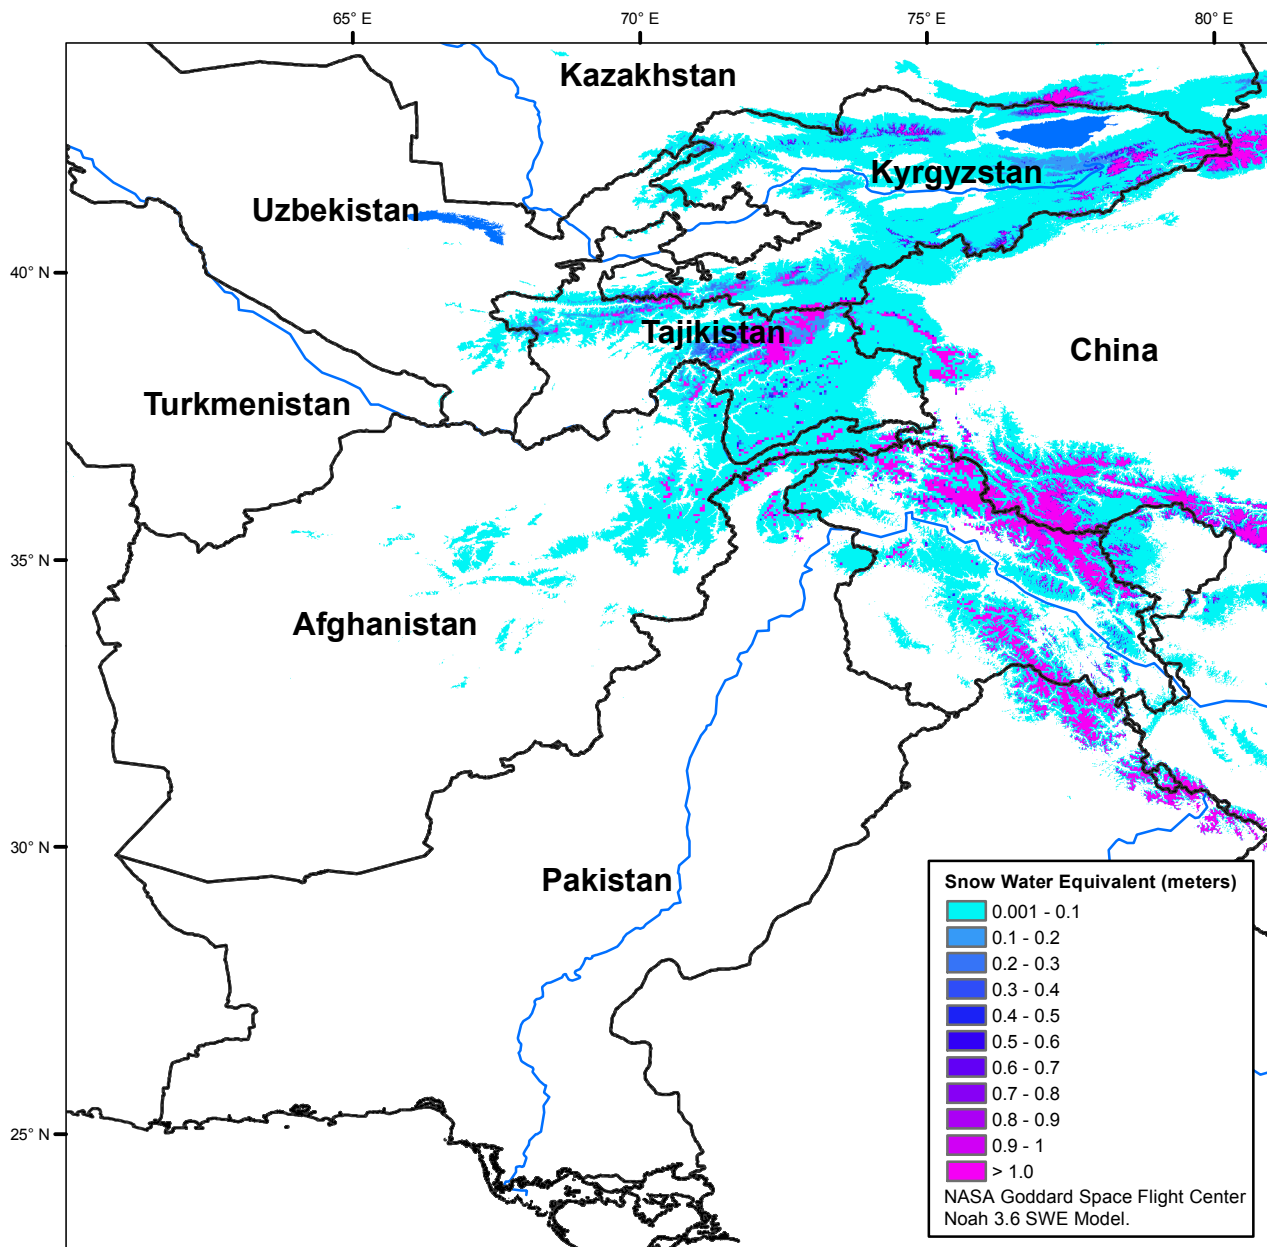 65° E
70° E
75° E
80° E
Kazakhstan
Kyrgyzstan
Uzbekistan
40° N
Tajikistan
China
Turkmenistan
35° N
Afghanistan
30° N
Pakistan
25° N
Snow Water Equivalent (meters)
0.001 - 0.1
0.1 - 0.2
0.2 - 0.3
0.3 - 0.4
0.4 - 0.5
0.5 - 0.6
0.6 - 0.7
0.7 - 0.8
0.8 - 0.9
0.9 - 1
> 1.0
NASA Goddard Space Flight Center
Noah 3.6 SWE Model.